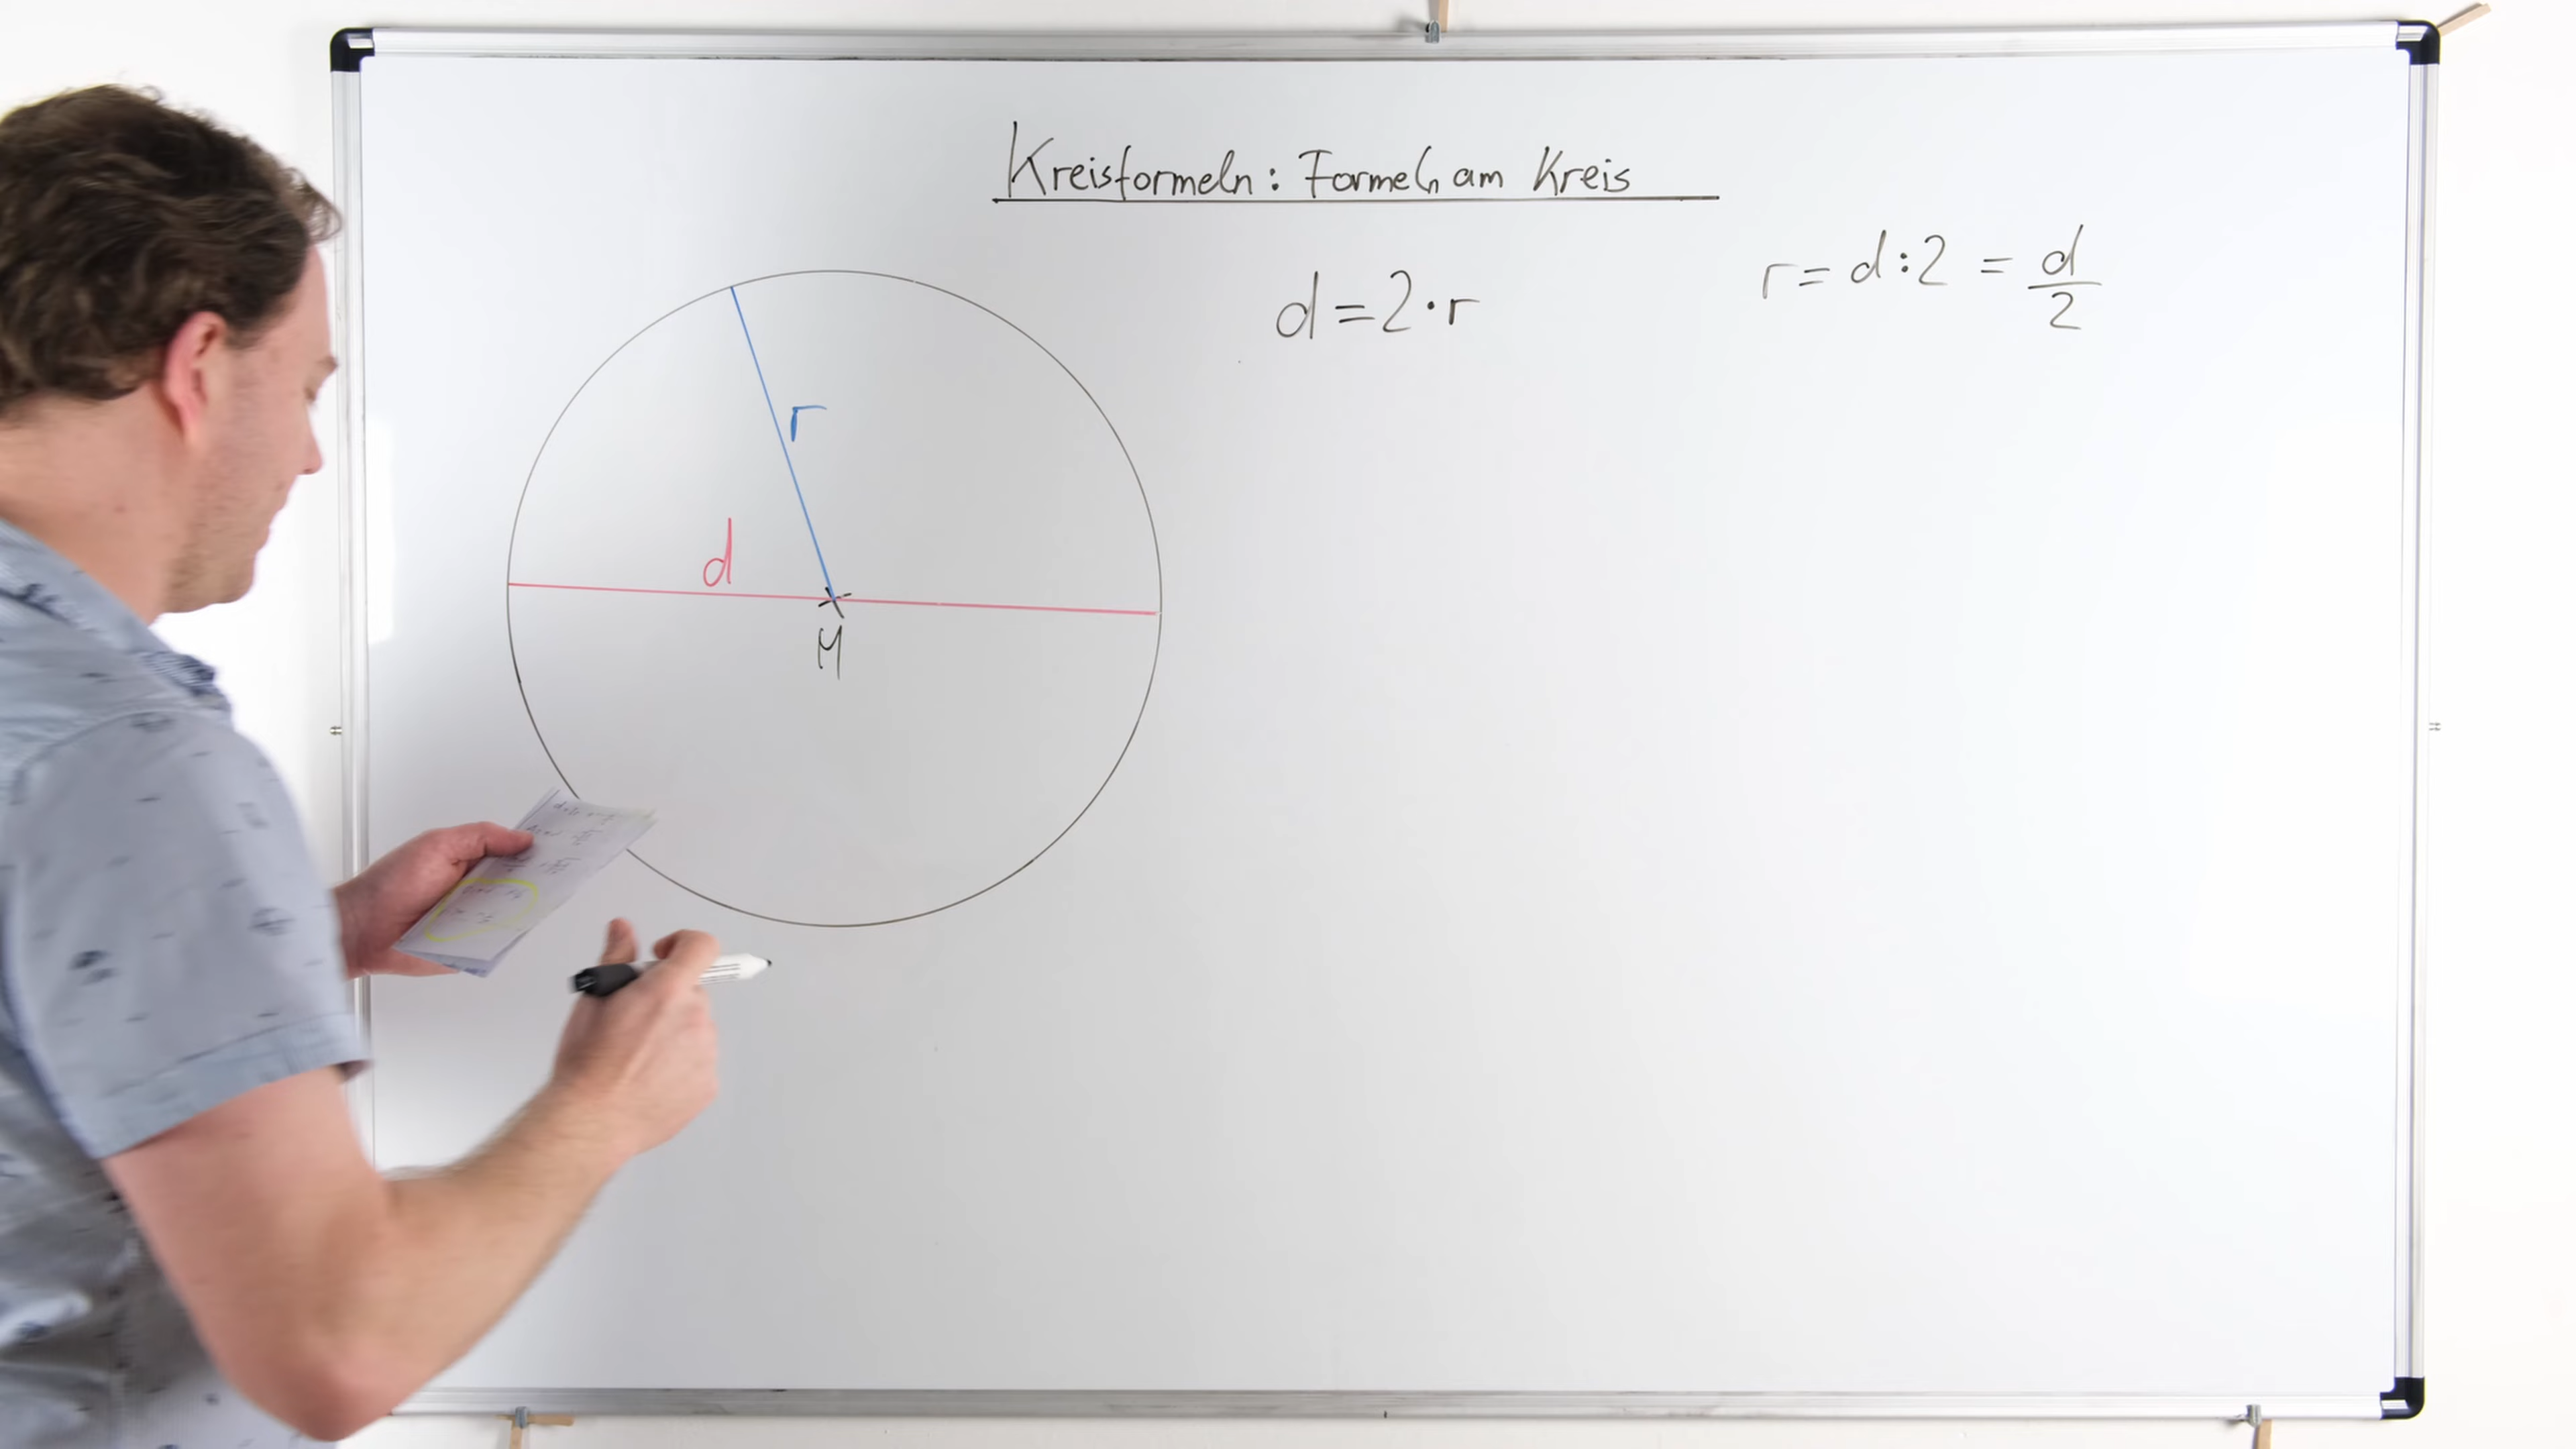 Kreisformeln: Formeln am Kreis
d = 2 · r
r = d : 2 = d/2
r
d
M